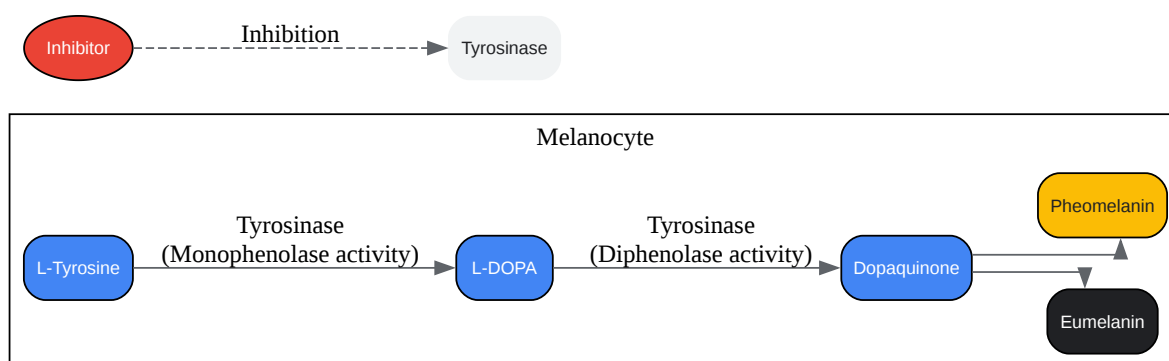 Inhibitor
Inhibition
Tyrosinase
Melanocyte
L-Tyrosine
Tyrosinase
(Monophenolase activity)
L-DOPA
Tyrosinase
(Diphenolase activity)
Dopaquinone
Pheomelanin
Eumelanin